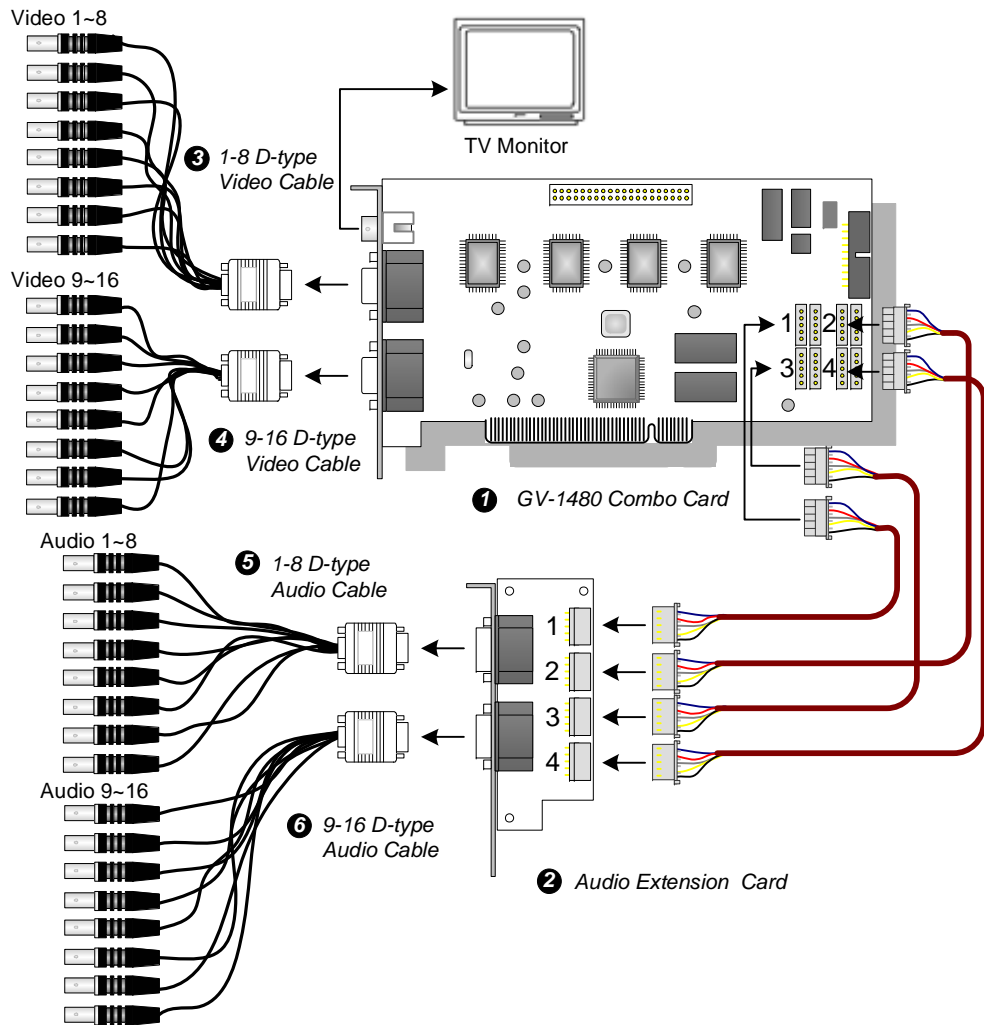 Video 1~8
TV Monitor
3 1-8 D-type
Video Cable
Video 9~16
1 2
3 4
4 9-16 D-type
Video Cable
1 GV-1480 Combo Card
Audio 1~8
5 1-8 D-type
Audio Cable
1
2
3
4
Audio 9~16
6 9-16 D-type
Audio Cable
2 Audio Extension Card